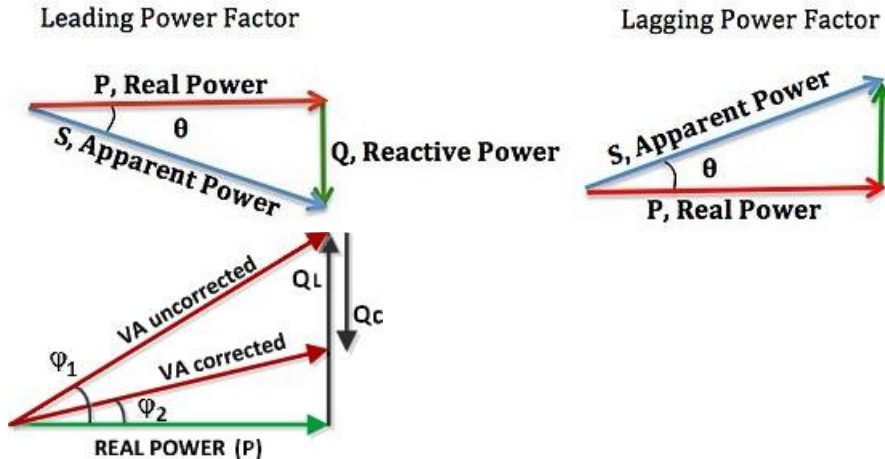 Leading Power Factor
P, Real Power
θ
S, Apparent Power
Q, Reactive Power
Lagging Power Factor
S, Apparent Power
θ
P, Real Power
VA uncorrected
QL
Qc
VA corrected
φ1
φ2
REAL POWER (P)